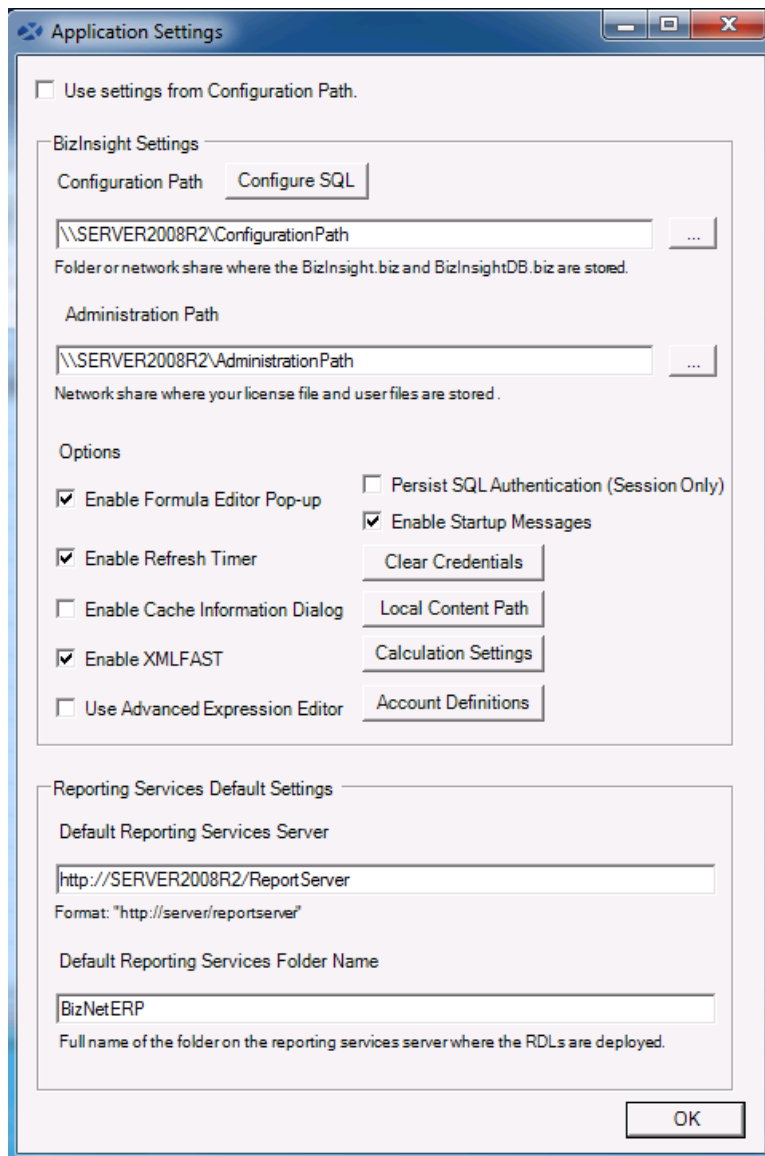 Application Settings
Use settings from Configuration Path.
BizInsight Settings
Configuration Path
Configure SQL
\\SERVER2008R2\ConfigurationPath
...
Folder or network share where the BizInsight.biz and BizInsightDB.biz are stored.
Administration Path
\\SERVER2008R2\AdministrationPath
...
Network share where your license file and user files are stored .
Options
Enable Formula Editor Pop-up
Persist SQL Authentication (Session Only)
Enable Startup Messages
Enable Refresh Timer
Clear Credentials
Enable Cache Information Dialog
Local Content Path
Enable XMLFAST
Calculation Settings
Use Advanced Expression Editor
Account Definitions
Reporting Services Default Settings
Default Reporting Services Server
http://SERVER2008R2/ReportServer
Format: "http://server/reportserver"
Default Reporting Services Folder Name
BizNetERP
Full name of the folder on the reporting services server where the RDLs are deployed.
OK